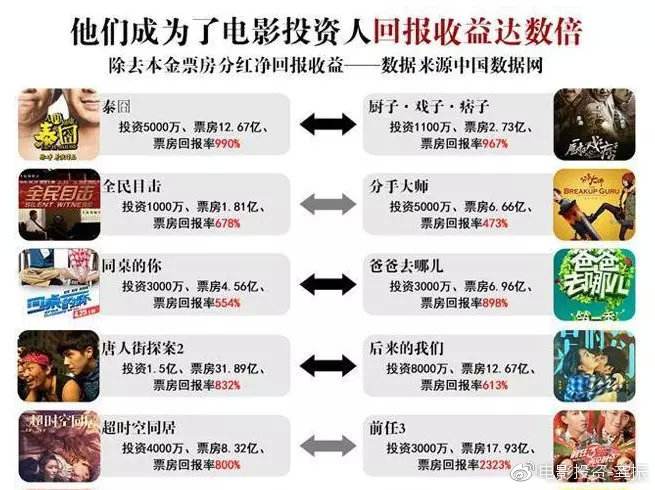 他们成为了电影投资人回报收益达数倍
除去本金票房分红净回报收益——数据来源中国数据网
泰囧
投资5000万、票房12.67亿、
票房回报率990%
厨子·戏子·痞子
投资1100万、票房2.73亿、
票房回报率967%
全民目击
投资1000万、票房1.81亿、
票房回报率678%
分手大师
投资5000万、票房6.66亿、
票房回报率473%
同桌的你
投资3000万、票房4.56亿、
票房回报率554%
爸爸去哪儿
投资3000万、票房6.96亿、
票房回报率898%
唐人街探案2
投资1.5亿、票房31.89亿、
票房回报率832%
后来的我们
投资8000万、票房12.67亿、
票房回报率613%
超时空同居
投资4000万、票房8.32亿、
票房回报率800%
前任3
投资3000万、票房17.93亿、
票房回报率2323%
泰囧
全民目击
SILENT WITNESS
BREAKUP GURU
同桌的你
爸爸去哪儿
第一季
超时空同居
电影投资-圣振